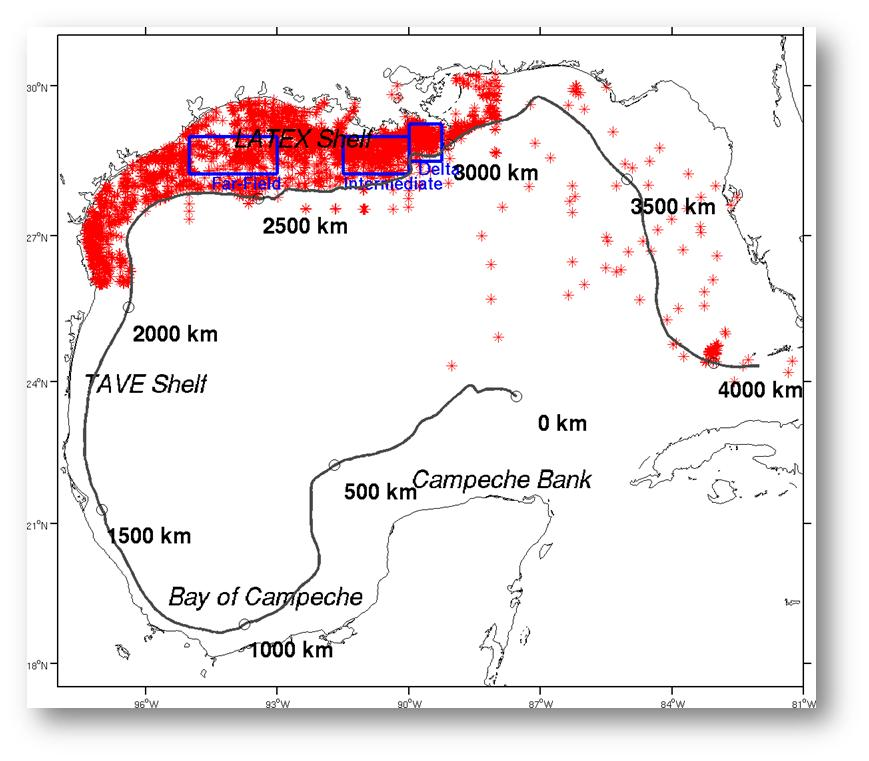 30°N
LATEX Shelf
Delta
3000 km
Far-Field
Intermediate
3500 km
2500 km
27°N
2000 km
TAVE Shelf
24°N
4000 km
0 km
500 km
Campeche Bank
21°N
1500 km
Bay of Campeche
1000 km
18°N
96°W
93°W
90°W
87°W
84°W
81°W